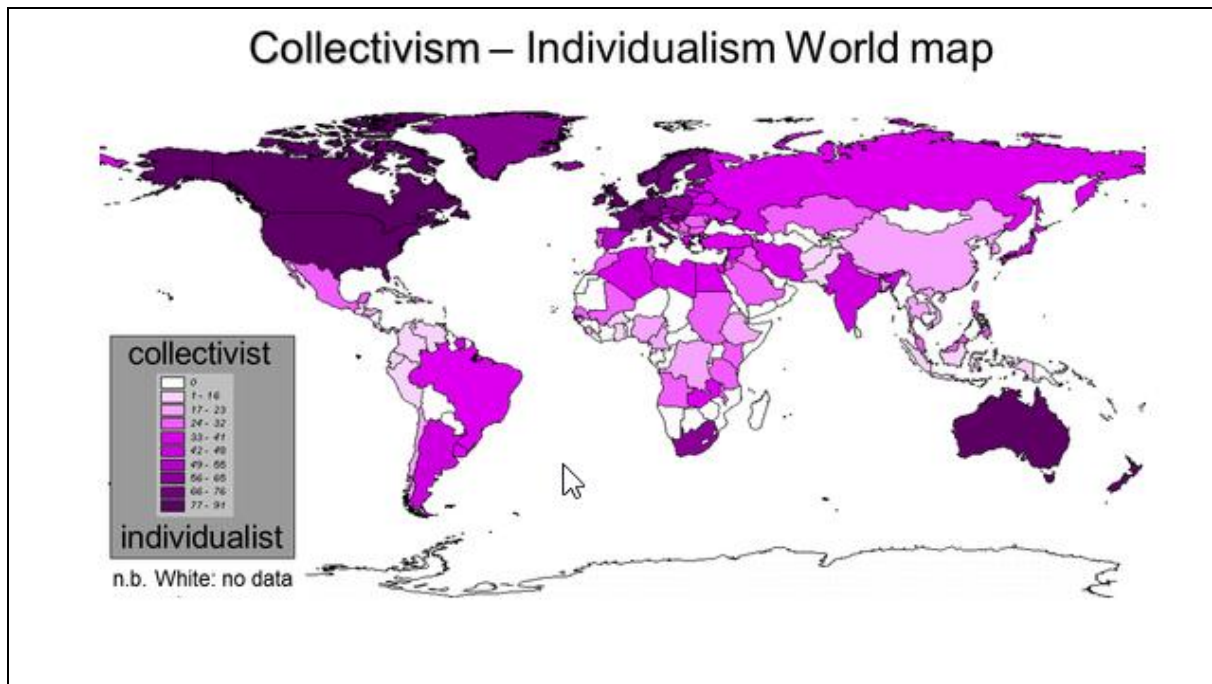 Collectivism – Individualism World map
collectivist
0
1 - 16
17 - 23
24 - 32
33 - 41
42 - 48
49 - 55
56 - 65
66 - 76
77 - 91
individualist
n.b. White: no data